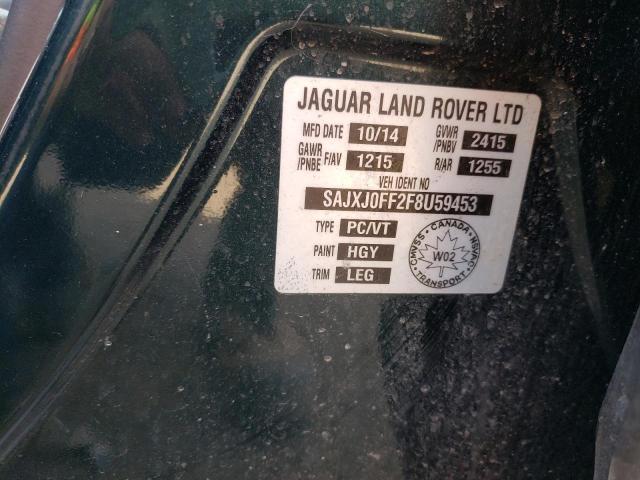 JAGUAR LAND ROVER LTD
MFD DATE 10/14 GVWR /PNBV 2415
GAWR /PNBE F/AV 1215 R/AR 1255
VEH IDENT NO
SAJXJ0FF2F8U59453
TYPE PC/VT
PAINT HGY
TRIM LEG
CMVSS · CANADA · NSVAC · TRANSPORT ·
W02